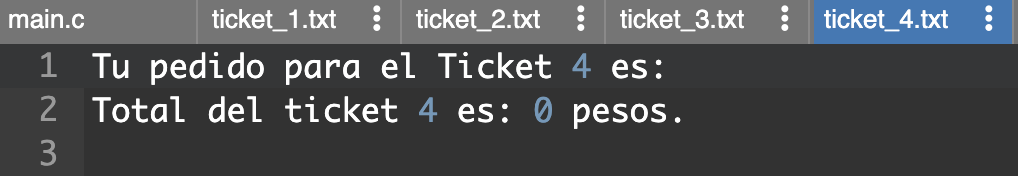 main.c ticket_1.txt ticket_2.txt ticket_3.txt ticket_4.txt
1 Tu pedido para el Ticket 4 es:
2 Total del ticket 4 es: 0 pesos.
3